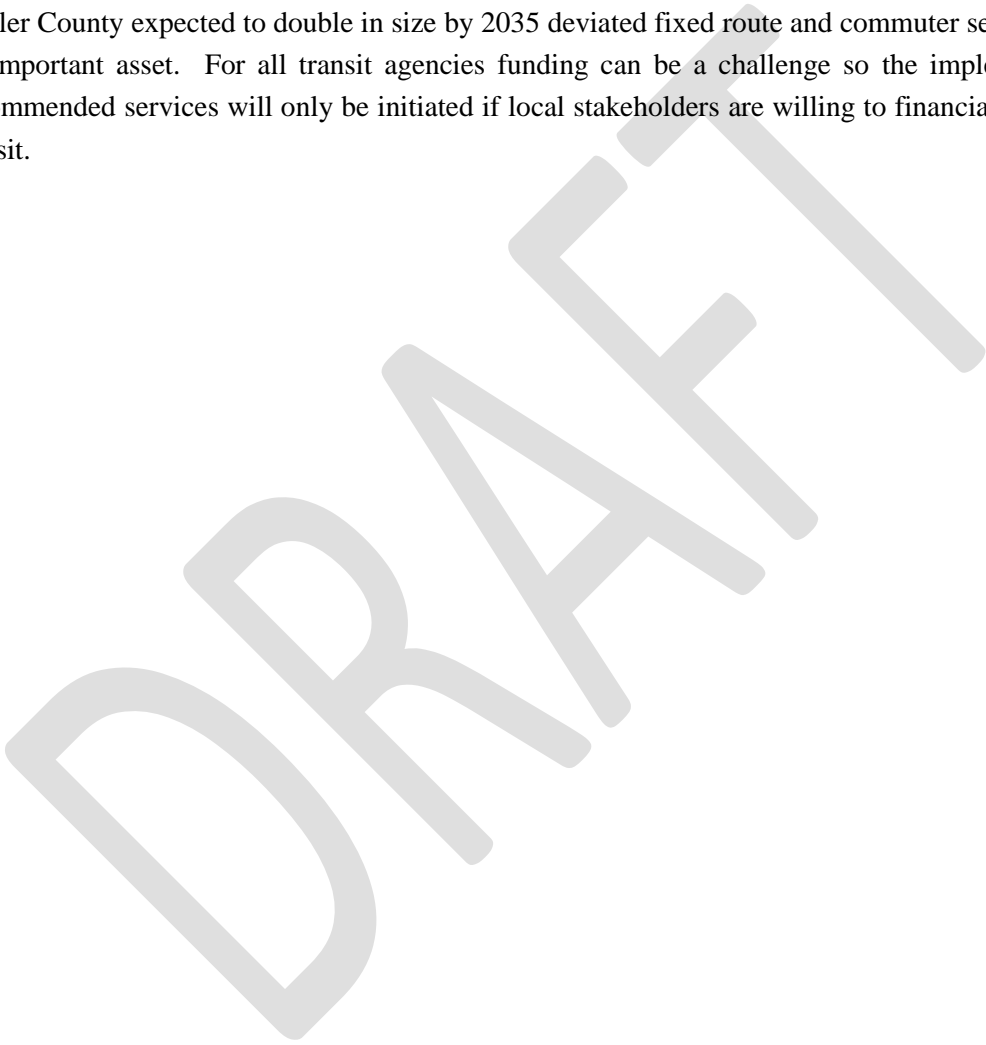 ler County expected to double in size by 2035 deviated fixed route and commuter se
important asset. For all transit agencies funding can be a challenge so the imple
mmended services will only be initiated if local stakeholders are willing to financia
sit.
DRAFT